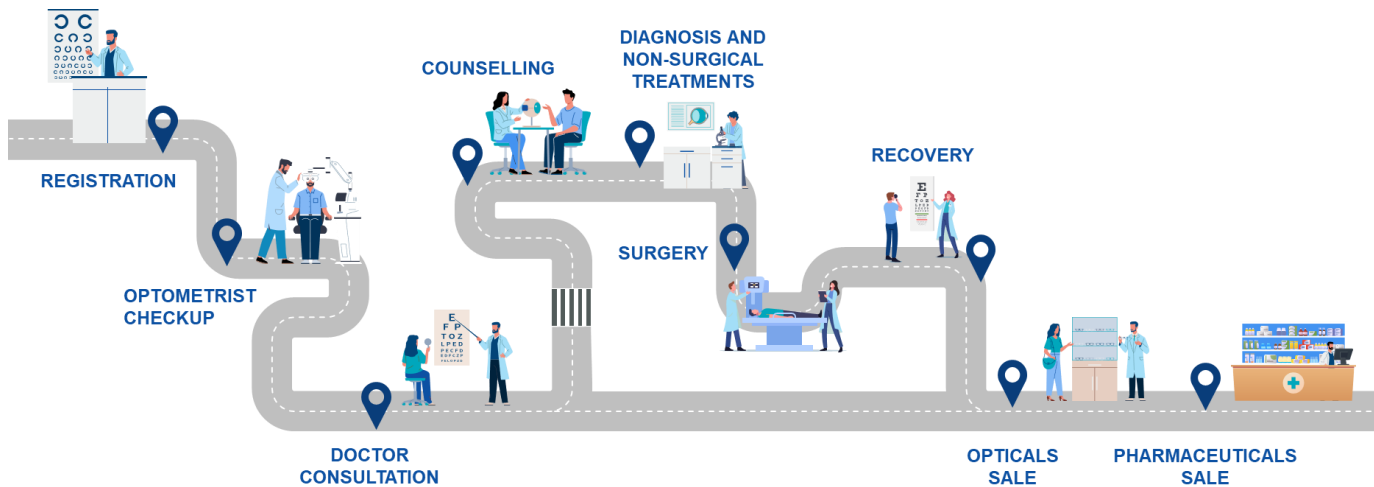 REGISTRATION
OPTOMETRIST
CHECKUP
DOCTOR
CONSULTATION
E
F P
T O Z
L P E D
P E C F D
E D F C Z P
COUNSELLING
DIAGNOSIS AND
NON-SURGICAL
TREATMENTS
SURGERY
RECOVERY
E
F P
T O Z
L P E D
OPTICALS
SALE
PHARMACEUTICALS
SALE